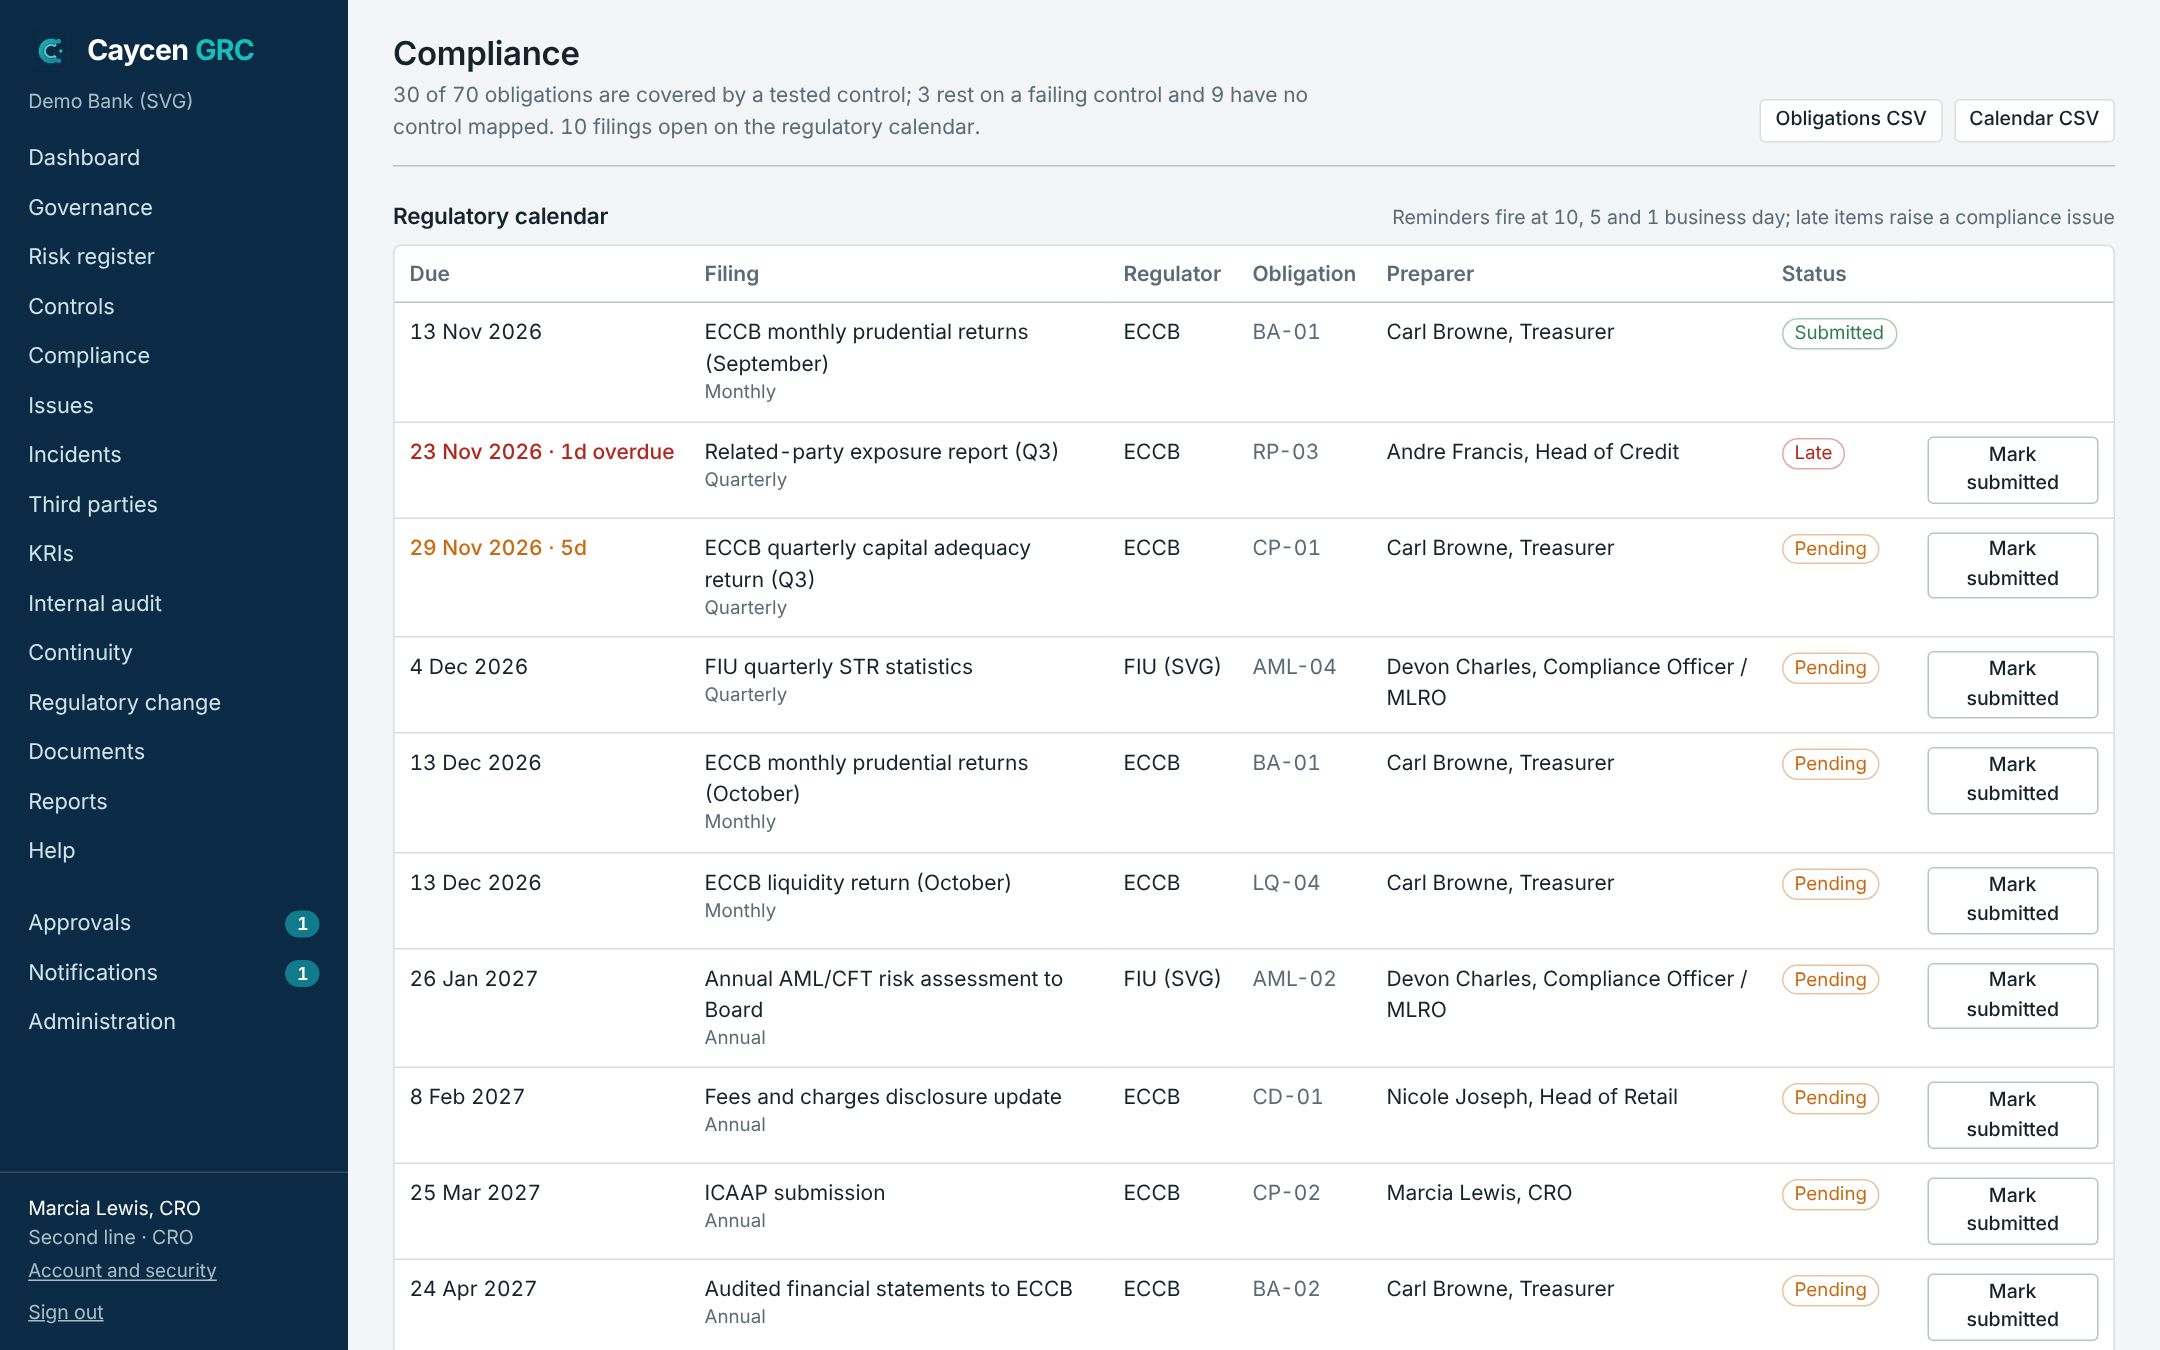 Caycen GRC
Demo Bank (SVG)
Dashboard
Governance
Risk register
Controls
Compliance
Issues
Incidents
Third parties
KRIs
Internal audit
Continuity
Regulatory change
Documents
Reports
Help
Approvals 1
Notifications 1
Administration
Marcia Lewis, CRO
Second line · CRO
Account and security
Sign out
Compliance
30 of 70 obligations are covered by a tested control; 3 rest on a failing control and 9 have no
control mapped. 10 filings open on the regulatory calendar.
Obligations CSV Calendar CSV
Regulatory calendar Reminders fire at 10, 5 and 1 business day; late items raise a compliance issue
Due Filing Regulator Obligation Preparer Status
13 Nov 2026 ECCB monthly prudential returns ECCB BA-01 Carl Browne, Treasurer Submitted
(September)
Monthly
23 Nov 2026 · 1d overdue Related-party exposure report (Q3) ECCB RP-03 Andre Francis, Head of Credit Late Mark
Quarterly submitted
29 Nov 2026 · 5d ECCB quarterly capital adequacy ECCB CP-01 Carl Browne, Treasurer Pending Mark
return (Q3) submitted
Quarterly
4 Dec 2026 FIU quarterly STR statistics FIU (SVG) AML-04 Devon Charles, Compliance Officer / Pending Mark
Quarterly MLRO submitted
13 Dec 2026 ECCB monthly prudential returns ECCB BA-01 Carl Browne, Treasurer Pending Mark
(October) submitted
Monthly
13 Dec 2026 ECCB liquidity return (October) ECCB LQ-04 Carl Browne, Treasurer Pending Mark
Monthly submitted
26 Jan 2027 Annual AML/CFT risk assessment to FIU (SVG) AML-02 Devon Charles, Compliance Officer / Pending Mark
Board MLRO submitted
Annual
8 Feb 2027 Fees and charges disclosure update ECCB CD-01 Nicole Joseph, Head of Retail Pending Mark
Annual submitted
25 Mar 2027 ICAAP submission ECCB CP-02 Marcia Lewis, CRO Pending Mark
Annual submitted
24 Apr 2027 Audited financial statements to ECCB ECCB BA-02 Carl Browne, Treasurer Pending Mark
Annual submitted